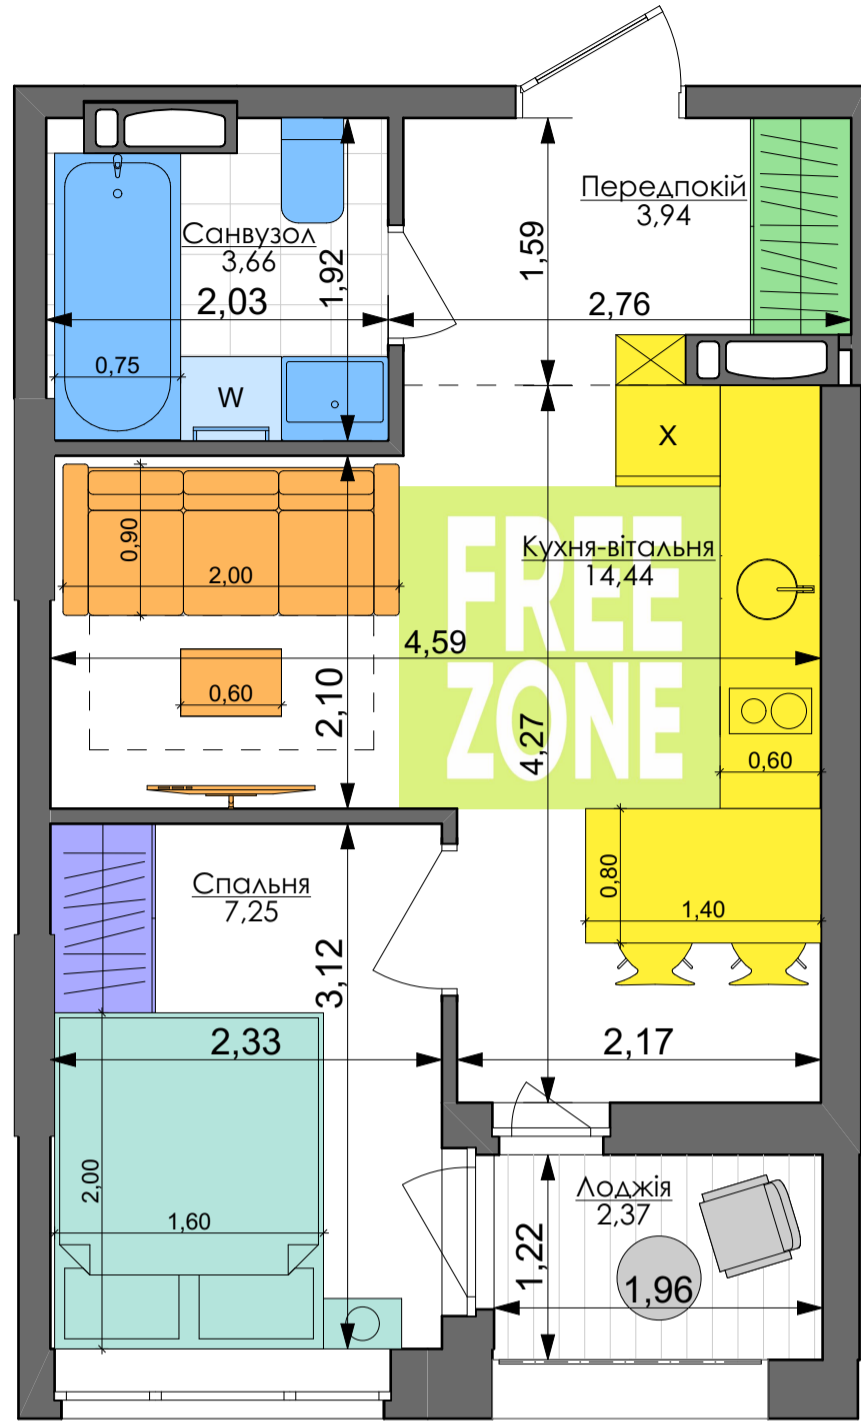 Санвузол
3,66
1,92
2,03
0,75
W
Передпокій
3,94
1,59
2,76
X
0,90
2,00
FREE
ZONE
Кухня-вітальня
14,44
4,59
0,60
2,10
4,27
0,60
0,80
1,40
Спальня
7,25
3,12
2,33
2,17
2,00
1,60
Лоджія
2,37
1,22
1,96